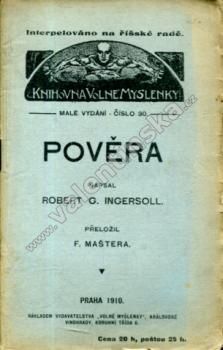 Interpelováno na říšské radě.
KNIHOVNA VOLNÉ MYŠLENKY
MALÉ VYDÁNÍ - ČÍSLO 30.
POVĚRA
NAPSAL
ROBERT G. INGERSOLL.
PŘELOŽIL
F. MAŠTERA.
PRAHA 1910.
NÁKLADEM VYDAVATELSTVA „VOLNÉ MYŠLENKY", KRÁLOVSKÉ
VINOHRADY, KORUNNÍ TŘÍDA 6.
Cena 20 h, poštou 25 h.